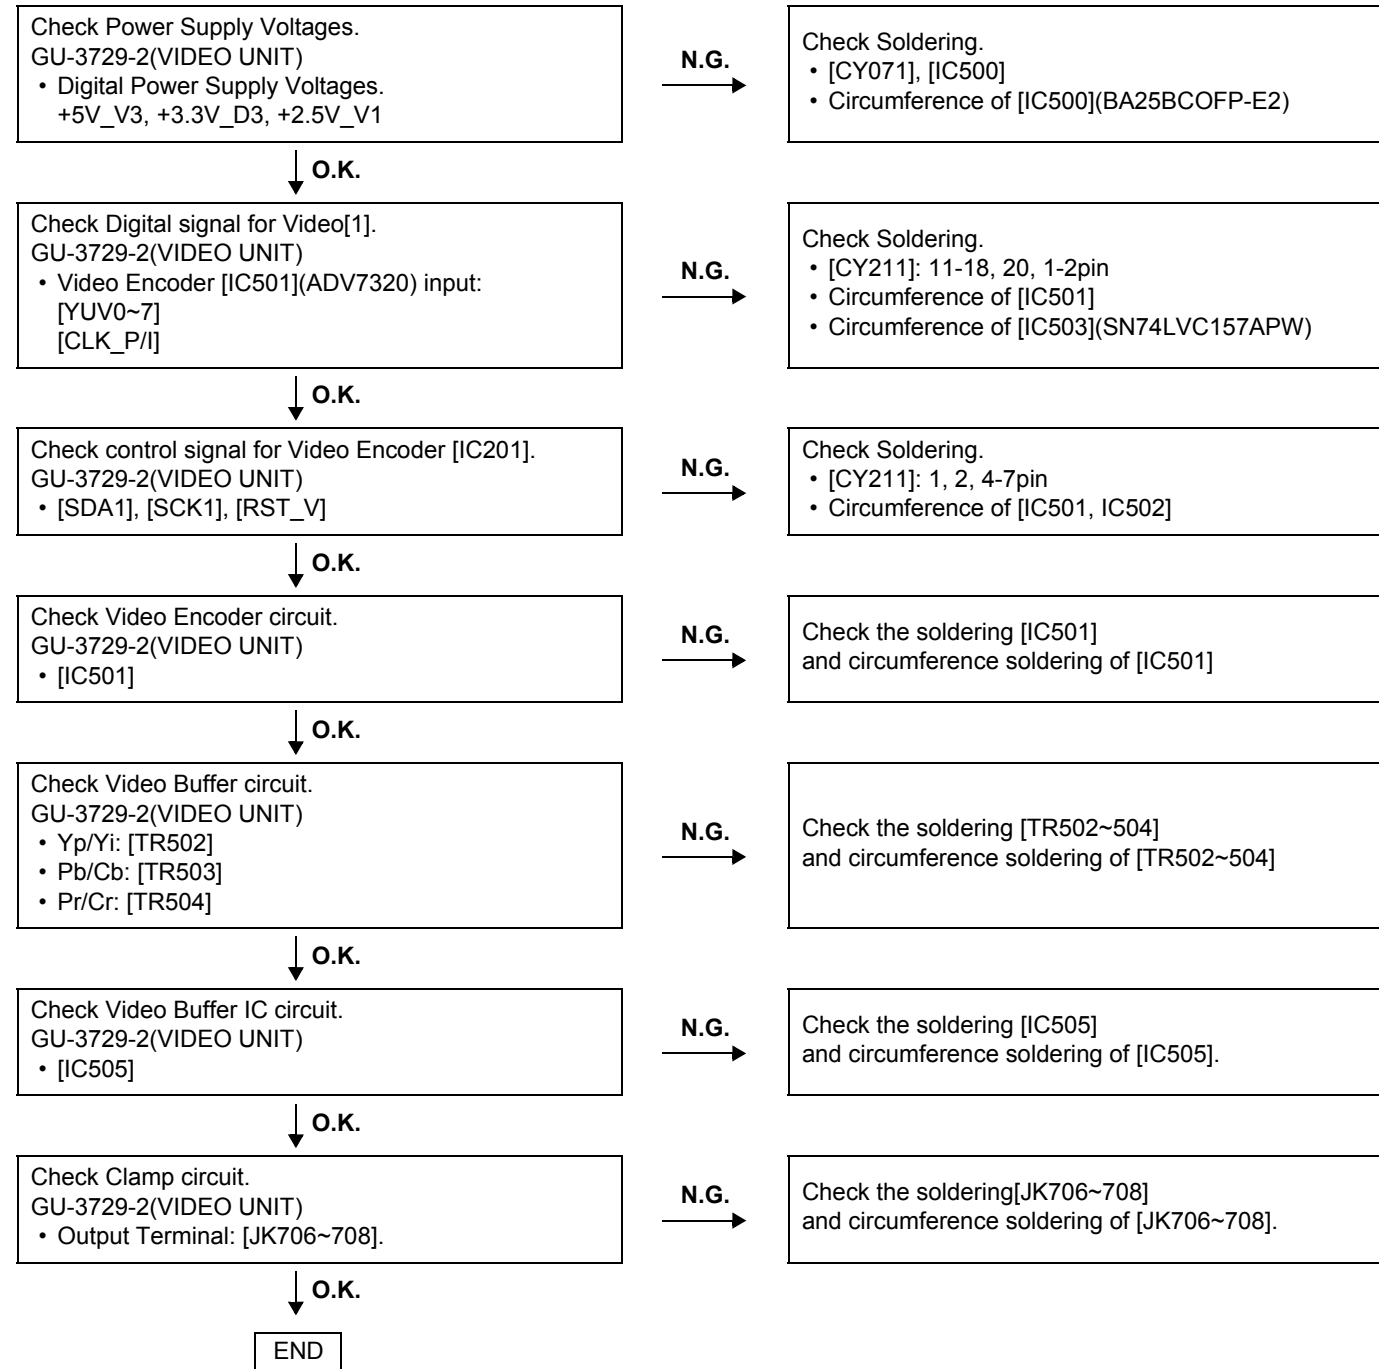 Check Power Supply Voltages.
GU-3729-2(VIDEO UNIT)
• Digital Power Supply Voltages.
+5V_V3, +3.3V_D3, +2.5V_V1
N.G.
Check Soldering.
• [CY071], [IC500]
• Circumference of [IC500](BA25BCOFP-E2)
O.K.
Check Digital signal for Video[1].
GU-3729-2(VIDEO UNIT)
• Video Encoder [IC501](ADV7320) input:
[YUV0~7]
[CLK_P/I]
N.G.
Check Soldering.
• [CY211]: 11-18, 20, 1-2pin
• Circumference of [IC501]
• Circumference of [IC503](SN74LVC157APW)
O.K.
Check control signal for Video Encoder [IC201].
GU-3729-2(VIDEO UNIT)
• [SDA1], [SCK1], [RST_V]
N.G.
Check Soldering.
• [CY211]: 1, 2, 4-7pin
• Circumference of [IC501, IC502]
O.K.
Check Video Encoder circuit.
GU-3729-2(VIDEO UNIT)
• [IC501]
N.G.
Check the soldering [IC501]
and circumference soldering of [IC501]
O.K.
Check Video Buffer circuit.
GU-3729-2(VIDEO UNIT)
• Yp/Yi: [TR502]
• Pb/Cb: [TR503]
• Pr/Cr: [TR504]
N.G.
Check the soldering [TR502~504]
and circumference soldering of [TR502~504]
O.K.
Check Video Buffer IC circuit.
GU-3729-2(VIDEO UNIT)
• [IC505]
N.G.
Check the soldering [IC505]
and circumference soldering of [IC505].
O.K.
Check Clamp circuit.
GU-3729-2(VIDEO UNIT)
• Output Terminal: [JK706~708].
N.G.
Check the soldering[JK706~708]
and circumference soldering of [JK706~708].
O.K.
END